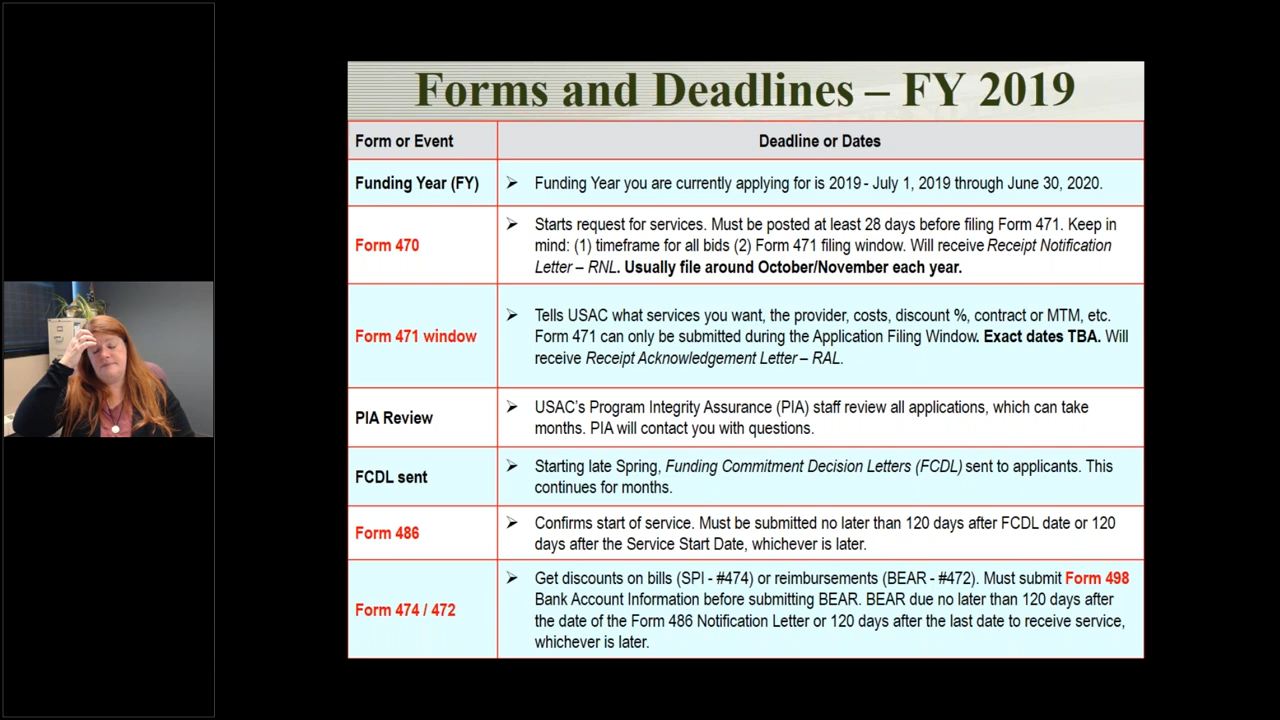 Forms and Deadlines – FY 2019
Form or Event
Deadline or Dates
Funding Year (FY)
➢ Funding Year you are currently applying for is 2019 - July 1, 2019 through June 30, 2020.
Form 470
➢ Starts request for services. Must be posted at least 28 days before filing Form 471. Keep in
mind: (1) timeframe for all bids (2) Form 471 filing window. Will receive Receipt Notification
Letter – RNL. Usually file around October/November each year.
Form 471 window
➢ Tells USAC what services you want, the provider, costs, discount %, contract or MTM, etc.
Form 471 can only be submitted during the Application Filing Window. Exact dates TBA. Will
receive Receipt Acknowledgement Letter – RAL.
PIA Review
➢ USAC's Program Integrity Assurance (PIA) staff review all applications, which can take
months. PIA will contact you with questions.
FCDL sent
➢ Starting late Spring, Funding Commitment Decision Letters (FCDL) sent to applicants. This
continues for months.
Form 486
➢ Confirms start of service. Must be submitted no later than 120 days after FCDL date or 120
days after the Service Start Date, whichever is later.
Form 474 / 472
➢ Get discounts on bills (SPI - #474) or reimbursements (BEAR - #472). Must submit Form 498
Bank Account Information before submitting BEAR. BEAR due no later than 120 days after
the date of the Form 486 Notification Letter or 120 days after the last date to receive service,
whichever is later.